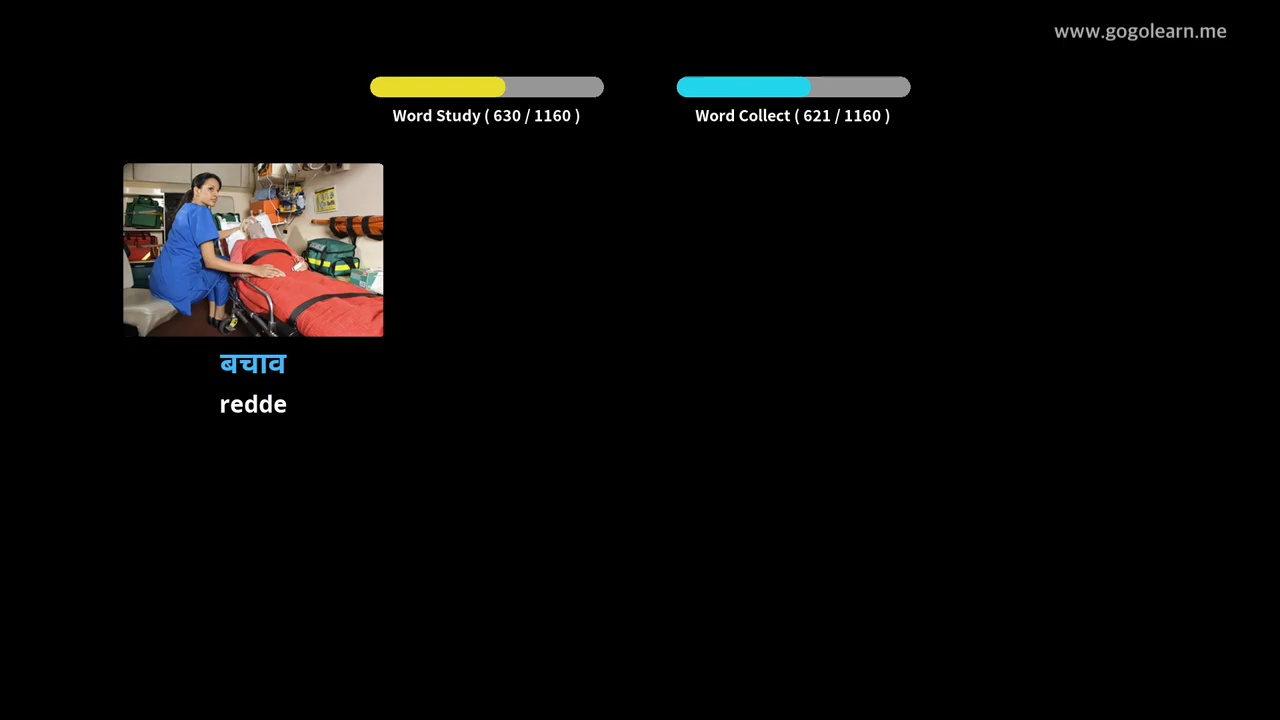 www.gogolearn.me
Word Study ( 630 / 1160 )
Word Collect ( 621 / 1160 )
बचाव
redde